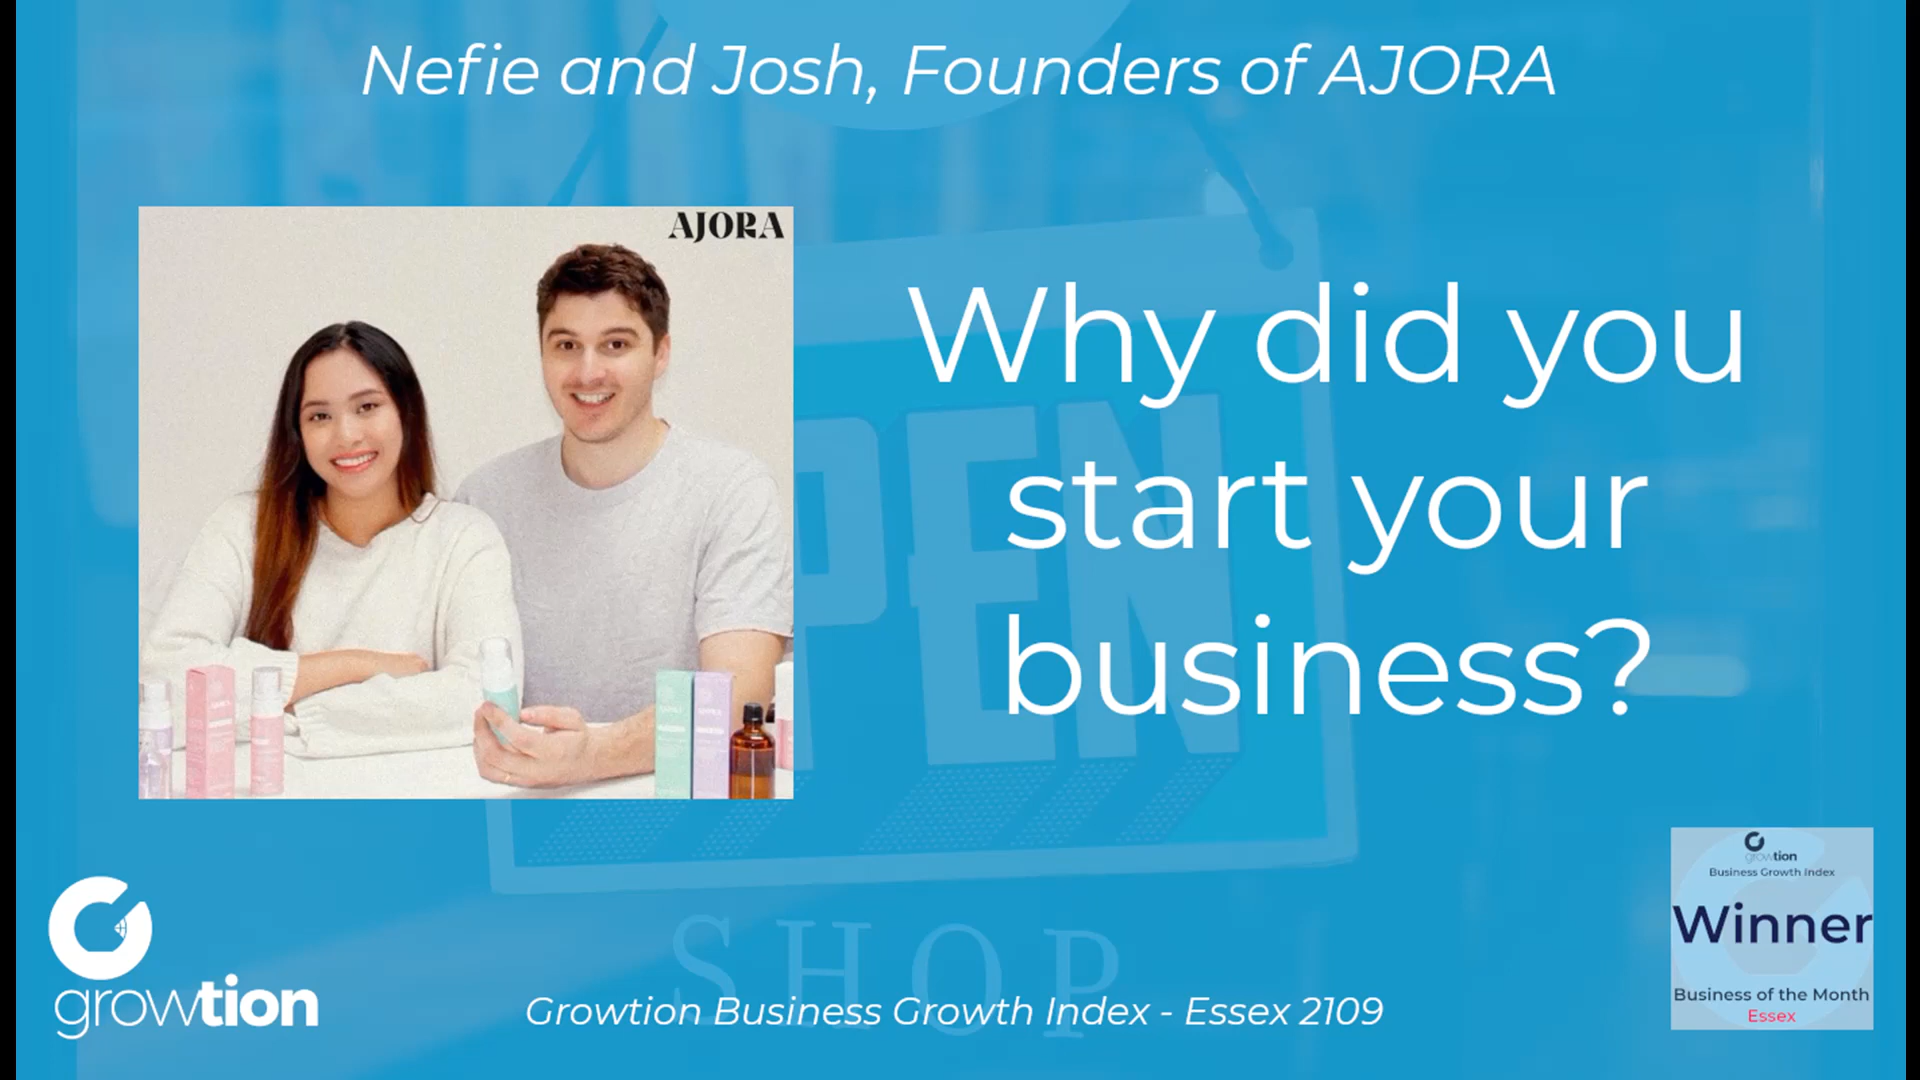 Nefie and Josh, Founders of AJORA
AJORA
Why did you
start your
business?
OPEN
SHOP
growtion
Growtion Business Growth Index - Essex 2109
growtion
Business Growth Index
Winner
Business of the Month
Essex